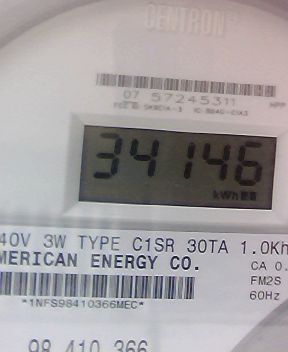 CENTRON®
07 57245311
34146
kWh
40V 3W TYPE C1SR 30TA 1.0Kh
MERICAN ENERGY CO.
CA 0.
FM2S
60Hz
*1NFS98410366MEC*
98 410 366